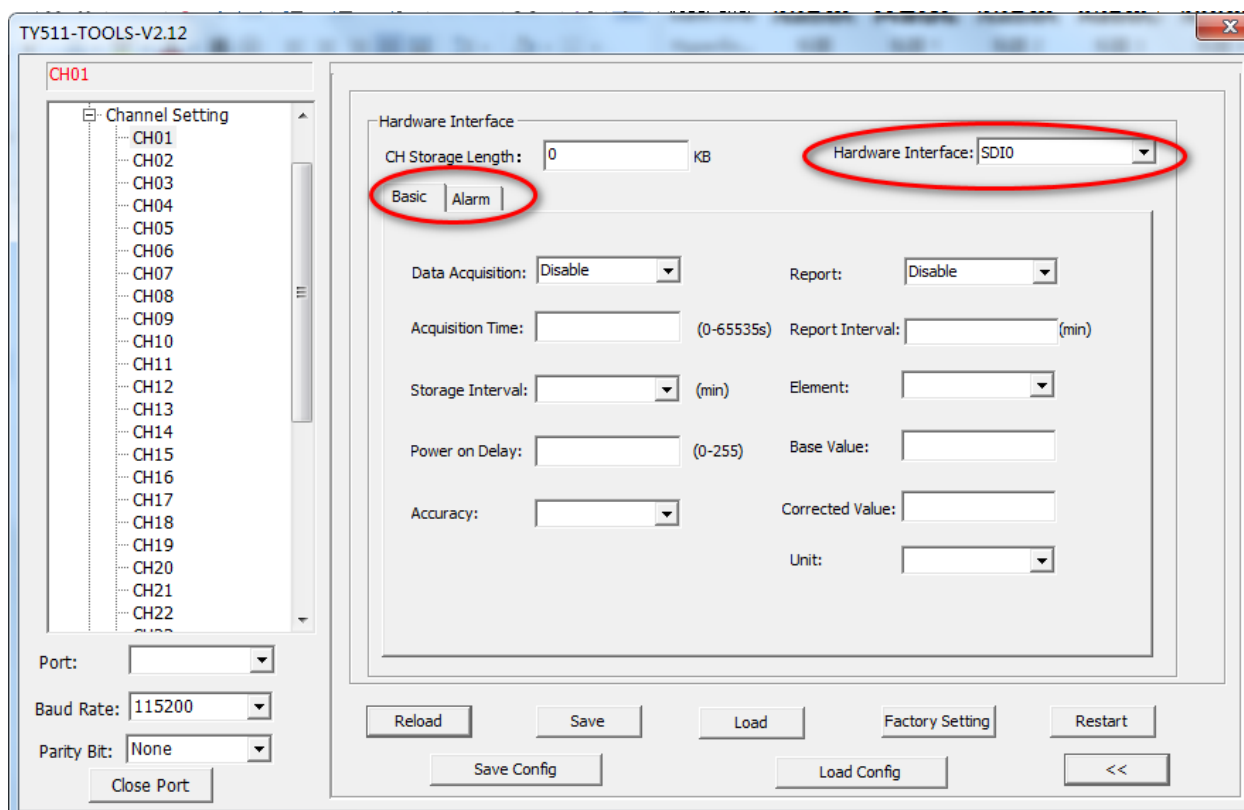 TY511-TOOLS-V2.12
CH01
Channel Setting
CH01
CH02
CH03
CH04
CH05
CH06
CH07
CH08
CH09
CH10
CH11
CH12
CH13
CH14
CH15
CH16
CH17
CH18
CH19
CH20
CH21
CH22
Port:
Baud Rate: 115200
Parity Bit: None
Close Port
Hardware Interface
CH Storage Length: 0 KB
Hardware Interface: SDI0
Basic Alarm
Data Acquisition: Disable
Report: Disable
Acquisition Time: (0-65535s)
Report Interval: (min)
Storage Interval: (min)
Element:
Power on Delay: (0-255)
Base Value:
Accuracy:
Corrected Value:
Unit:
Reload Save Load Factory Setting Restart
Save Config Load Config <<